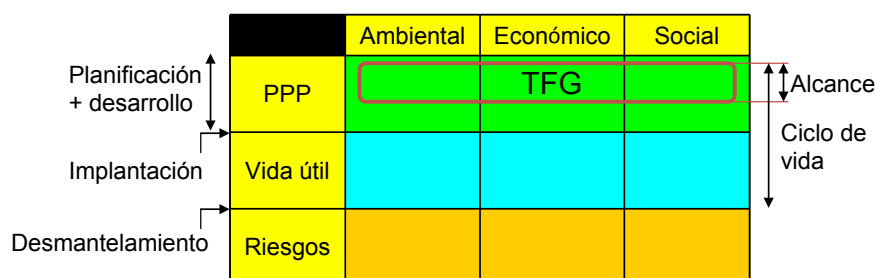 Ambiental Económico Social
Planificación
+ desarrollo
PPP
TFG
Alcance
Ciclo de
vida
Implantación
Vida útil
Desmantelamiento
Riesgos